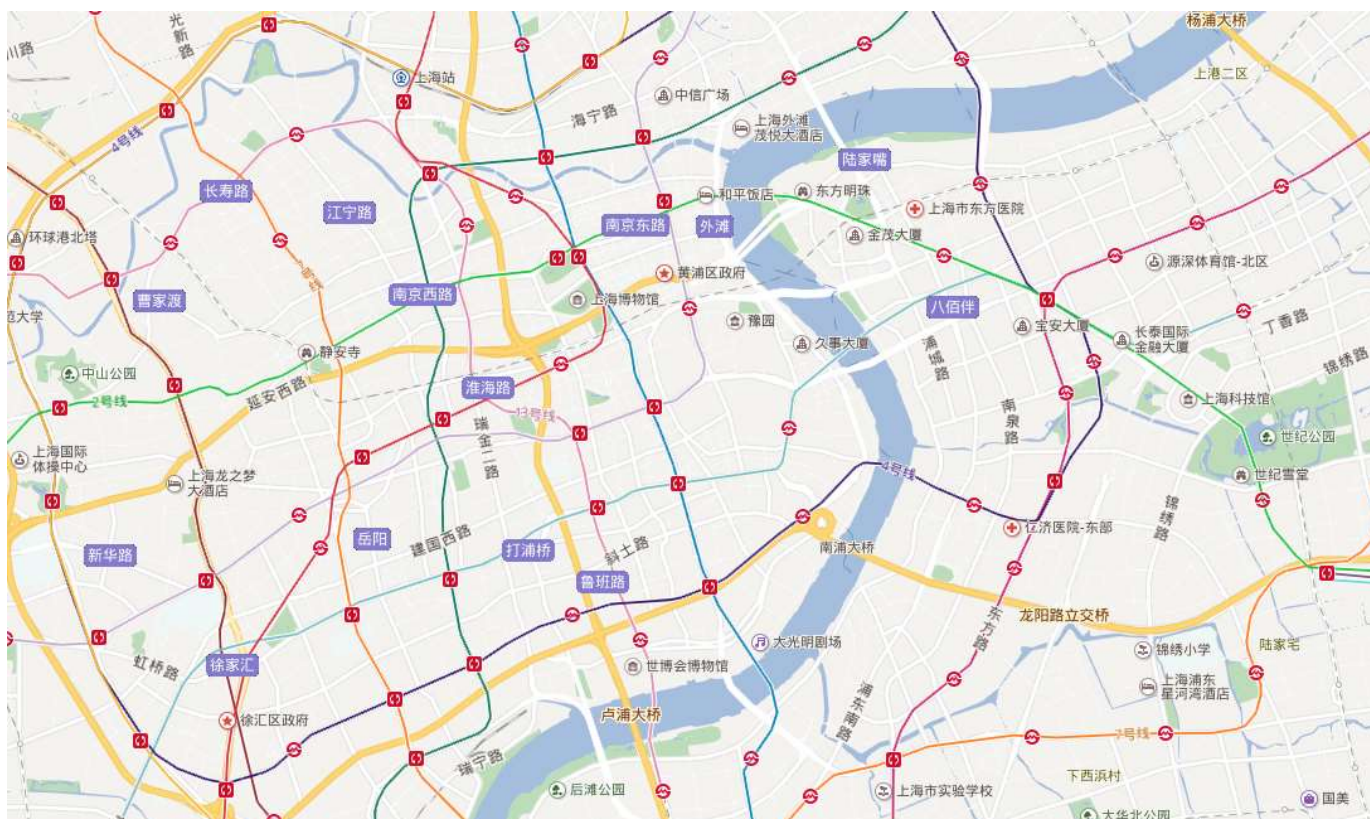 光新路
杨浦大桥
川路
上海站
上港二区
中信广场
海宁路
上海外滩
茂悦大酒店
4号线
陆家嘴
长寿路
和平饭店
东方明珠
江宁路
上海市东方医院
南京东路
外滩
环球港北塔
金茂大厦
7号线
黄浦区政府
源深体育馆-北区
南京西路
曹家渡
上海博物馆
八佰伴
豫园
宝安大厦
丁香路
范大学
久事大厦
浦城路
长泰国际
金融大厦
静安寺
锦绣路
中山公园
淮海路
延安西路
2号线
上海科技馆
13号线
瑞金二路
南泉路
世纪公园
上海国际
体操中心
4号线
世纪雪堂
上海龙之梦
大酒店
锦绣路
仁济医院-东部
岳阳
建国西路
打浦桥
科土路
南浦大桥
新华路
鲁班路
龙阳路立交桥
东方路
大光明剧场
陆家宅
锦绣小学
虹桥路
徐家汇
世博会博物馆
上海浦东
星河湾酒店
浦东南路
卢浦大桥
徐汇区政府
7号线
瑞宁路
下西浜村
后滩公园
上海市实验学校
国美
大华北公园